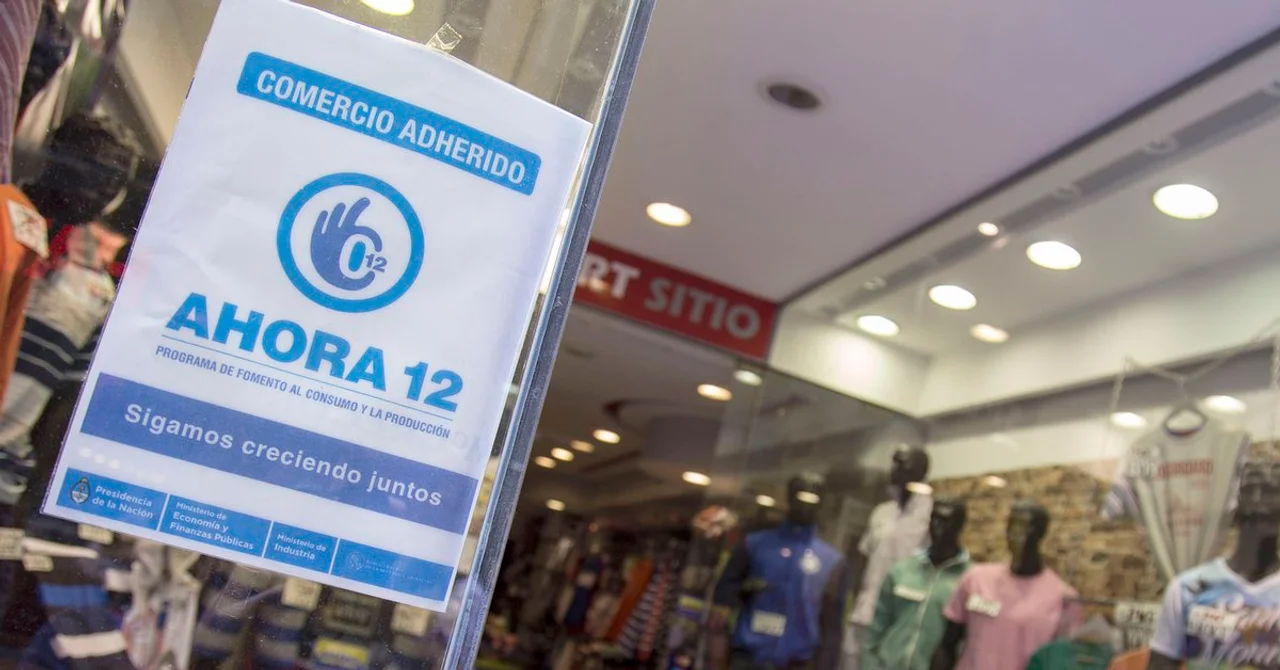 COMERCIO ADHERIDO
12
AHORA 12
PROGRAMA DE FOMENTO AL CONSUMO Y LA PRODUCCIÓN
Sigamos creciendo juntos
Presidencia
de la Nación
Ministerio de
Economía y
Finanzas Públicas
Ministerio de
Industria
RT SITIO